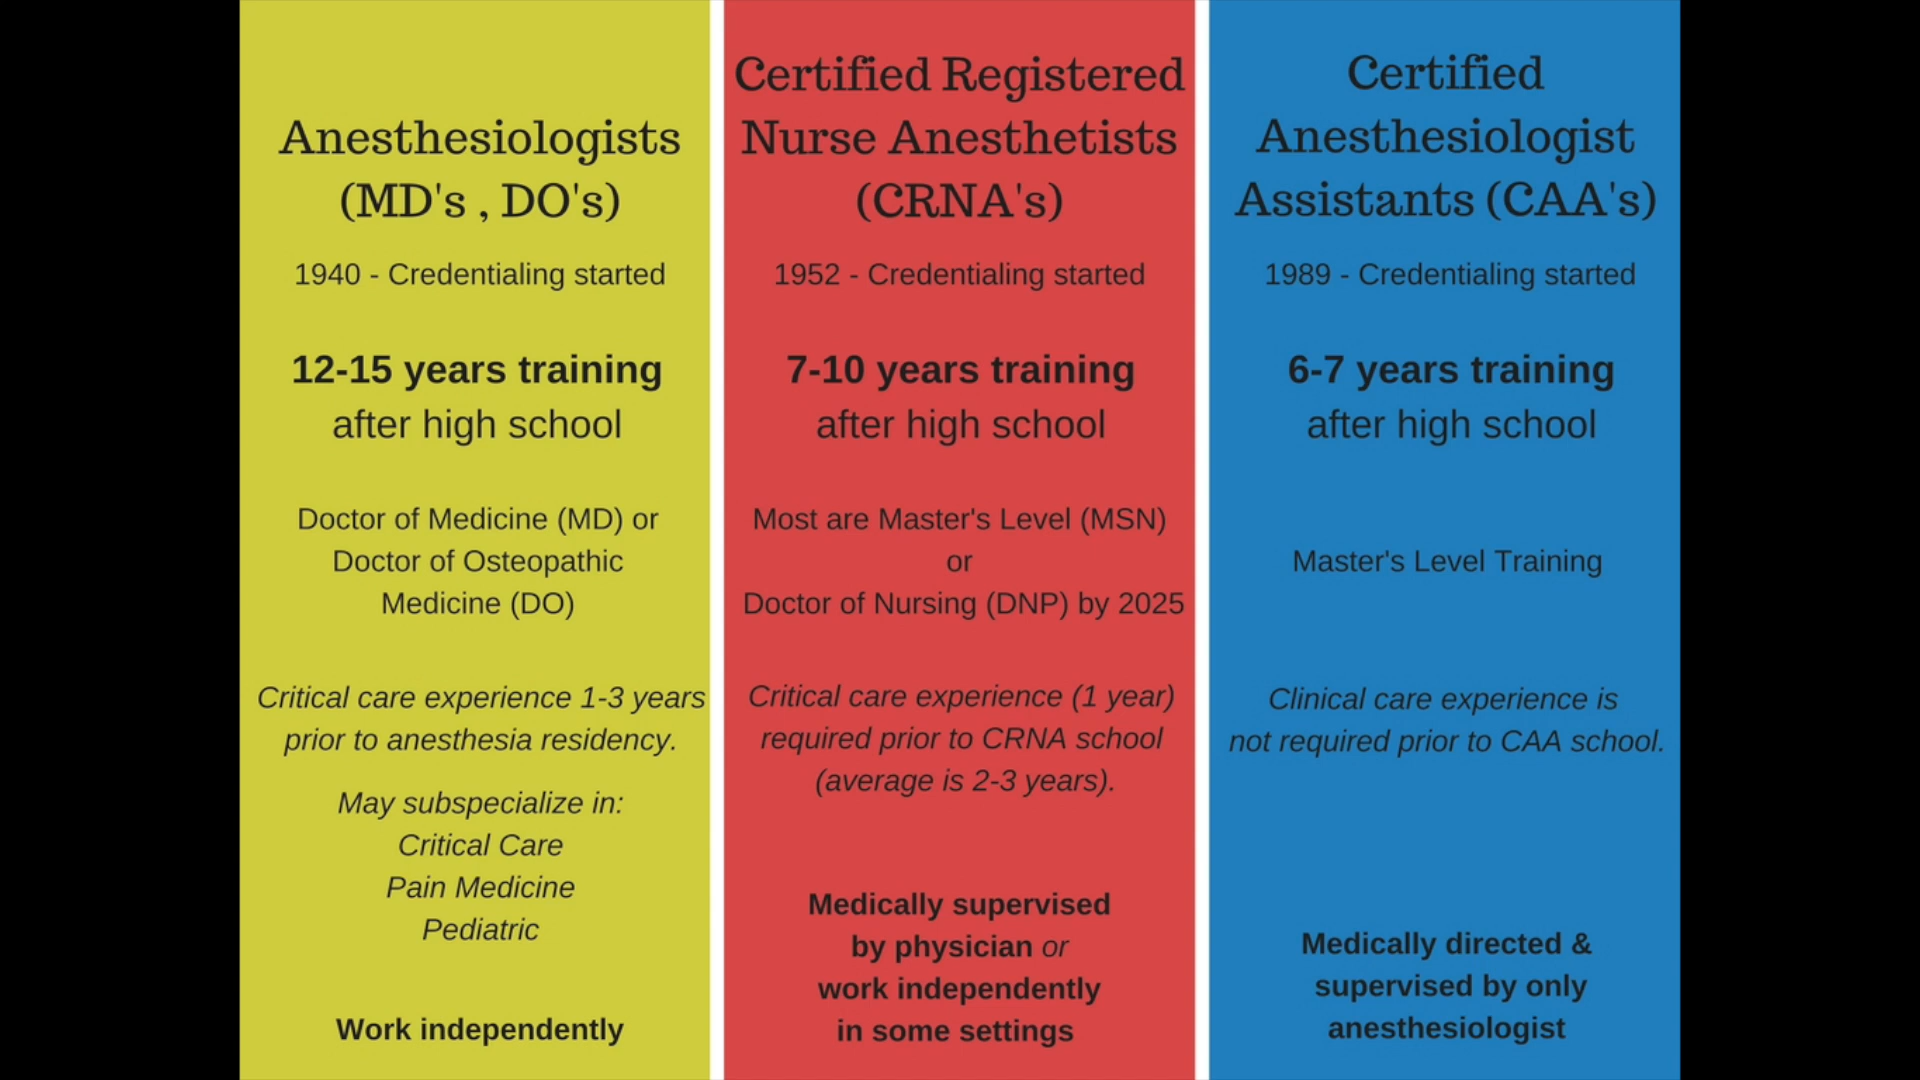 Anesthesiologists
(MD's , DO's)
1940 - Credentialing started
12-15 years training
after high school
Doctor of Medicine (MD) or
Doctor of Osteopathic
Medicine (DO)
Critical care experience 1-3 years
prior to anesthesia residency.
May subspecialize in:
Critical Care
Pain Medicine
Pediatric
Work independently
Certified Registered
Nurse Anesthetists
(CRNA's)
1952 - Credentialing started
7-10 years training
after high school
Most are Master's Level (MSN)
or
Doctor of Nursing (DNP) by 2025
Critical care experience (1 year)
required prior to CRNA school
(average is 2-3 years).
Medically supervised
by physician or
work independently
in some settings
Certified
Anesthesiologist
Assistants (CAA's)
1989 - Credentialing started
6-7 years training
after high school
Master's Level Training
Clinical care experience is
not required prior to CAA school.
Medically directed &
supervised by only
anesthesiologist